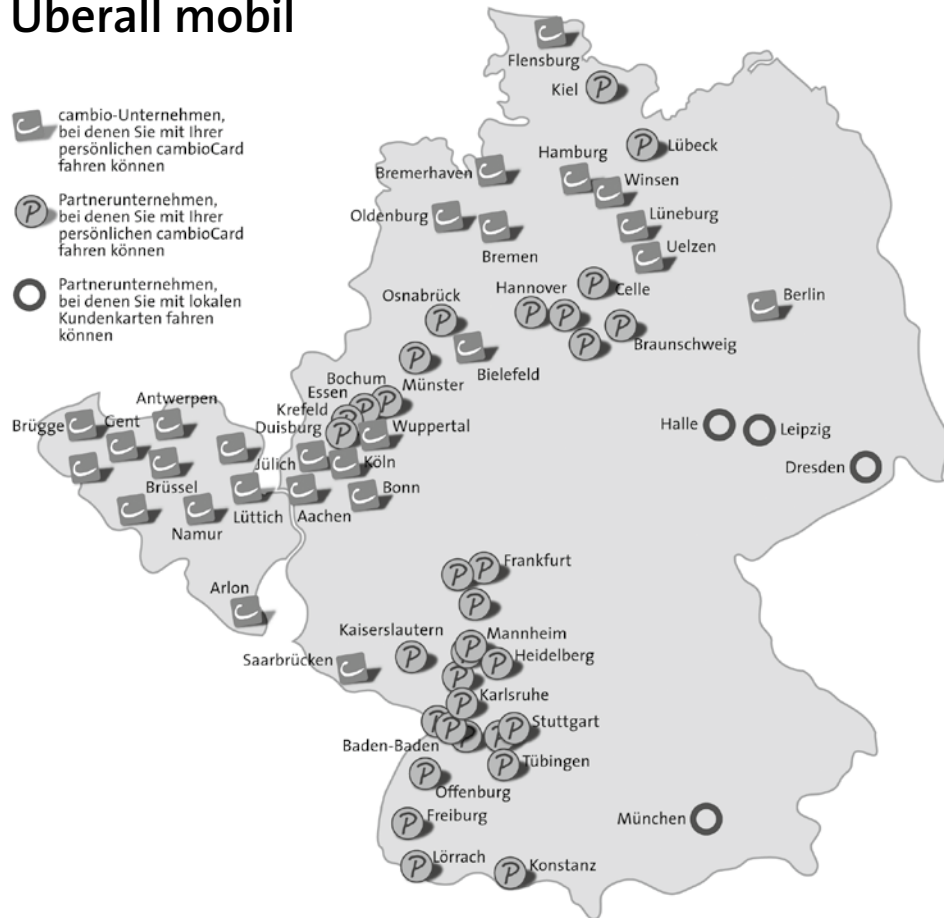 Überall mobil
cambio-Unternehmen,
bei denen Sie mit Ihrer
persönlichen cambioCard
fahren können
Partnerunternehmen,
bei denen Sie mit Ihrer
persönlichen cambioCard
fahren können
Partnerunternehmen,
bei denen Sie mit lokalen
Kundenkarten fahren
können
Flensburg
Kiel
Lübeck
Hamburg
Bremerhaven
Winsen
Oldenburg
Lüneburg
Uelzen
Bremen
Hannover
Celle
Osnabrück
Berlin
Braunschweig
Bielefeld
Bochum
Münster
Essen
Antwerpen
Krefeld
Brügge
Gent
Duisburg
Wuppertal
Halle
Leipzig
Jülich
Köln
Dresden
Brüssel
Bonn
Lüttich
Aachen
Namur
Frankfurt
Arlon
Kaiserslautern
Mannheim
Heidelberg
Saarbrücken
Karlsruhe
Stuttgart
Baden-Baden
Tübingen
Offenburg
Freiburg
München
Lörrach
Konstanz